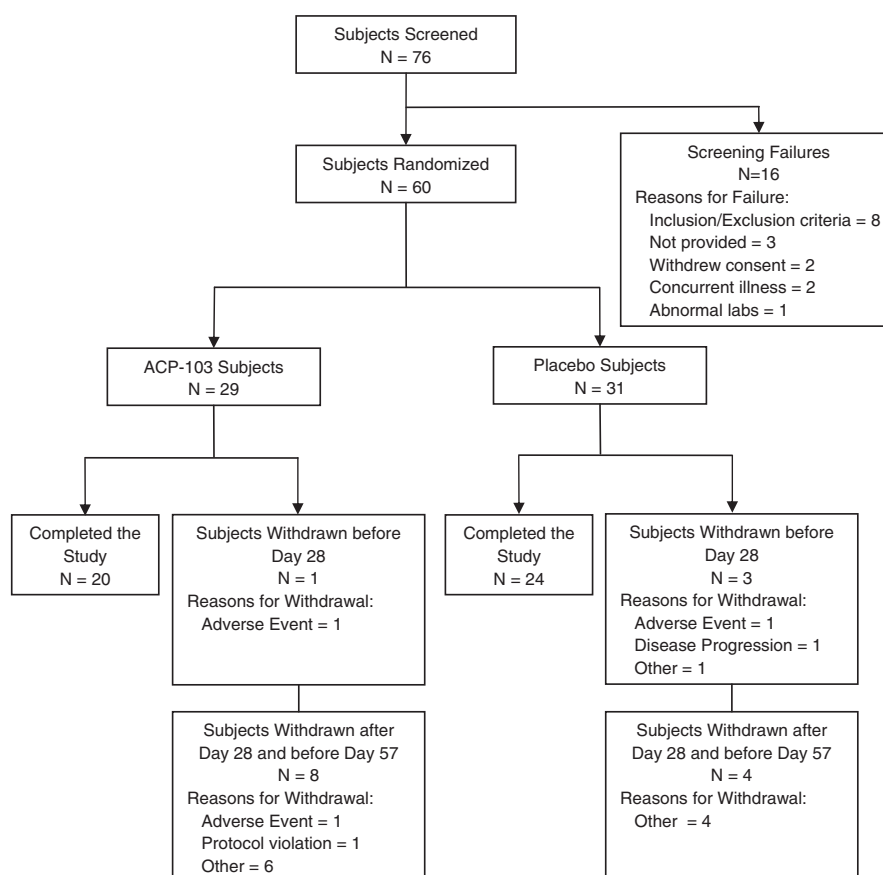 Subjects Screened
N = 76
Subjects Randomized
N = 60
Screening Failures
N=16
Reasons for Failure:
Inclusion/Exclusion criteria = 8
Not provided = 3
Withdrew consent = 2
Concurrent illness = 2
Abnormal labs = 1
ACP-103 Subjects
N = 29
Placebo Subjects
N = 31
Completed the
Study
N = 20
Subjects Withdrawn before
Day 28
N = 1
Reasons for Withdrawal:
Adverse Event = 1
Completed the
Study
N = 24
Subjects Withdrawn before
Day 28
N = 3
Reasons for Withdrawal:
Adverse Event = 1
Disease Progression = 1
Other = 1
Subjects Withdrawn after
Day 28 and before Day 57
N = 8
Reasons for Withdrawal:
Adverse Event = 1
Protocol violation = 1
Other = 6
Subjects Withdrawn after
Day 28 and before Day 57
N = 4
Reasons for Withdrawal:
Other = 4